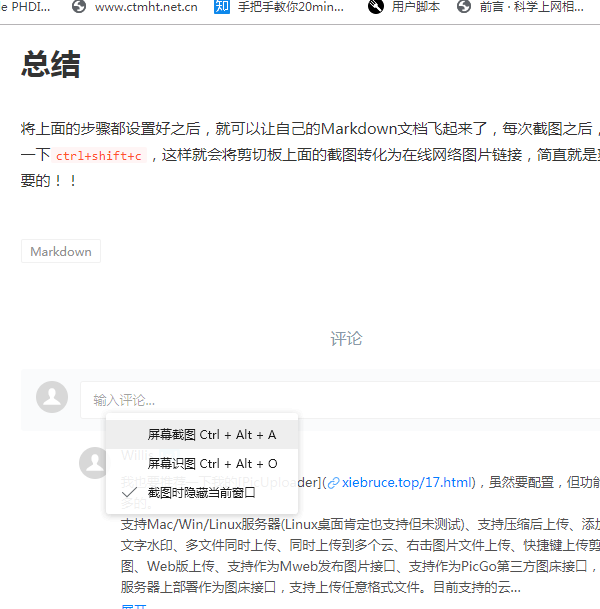 e PHDI... www.ctmht.net.cn 知 手把手教你20min... 用户脚本 前言 · 科学上网相...
总结
将上面的步骤都设置好之后，就可以让自己的Markdown文档飞起来了，每次截图之后，
一下 ctrl+shift+c ，这样就会将剪切板上面的截图转化为在线网络图片链接，简直就是
要的！！
Markdown
评论
输入评论...
屏幕截图 Ctrl + Alt + A
屏幕识图 Ctrl + Alt + O
[PicUploader](xiebruce.top/17.html)，虽然要配置，但功能
截图时隐藏当前窗口
多的。
支持Mac/Win/Linux服务器(Linux桌面肯定也支持但未测试)、支持压缩后上传、添加
文字水印、多文件同时上传、同时上传到多个云、右击图片文件上传、快捷键上传剪
图、Web版上传、支持作为Mweb发布图片接口、支持作为PicGo第三方图床接口，
服务器上部署作为图床接口，支持上传任意格式文件。目前支持的云...
展开